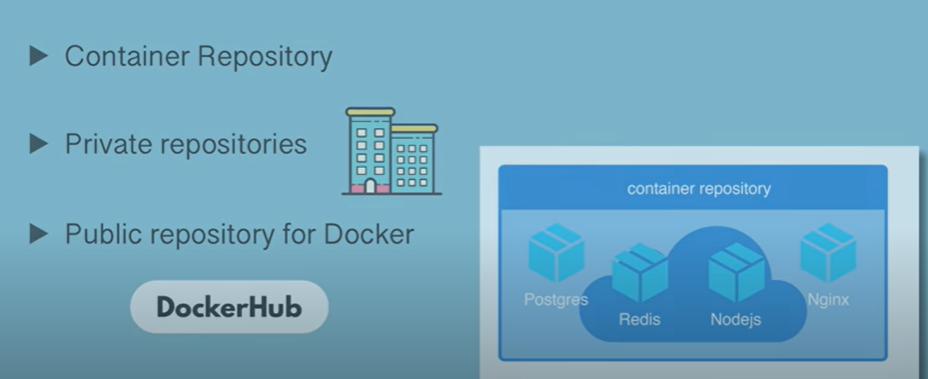 Container Repository
Private repositories
Public repository for Docker
DockerHub
container repository
Postgres
Redis
Nodejs
Nginx